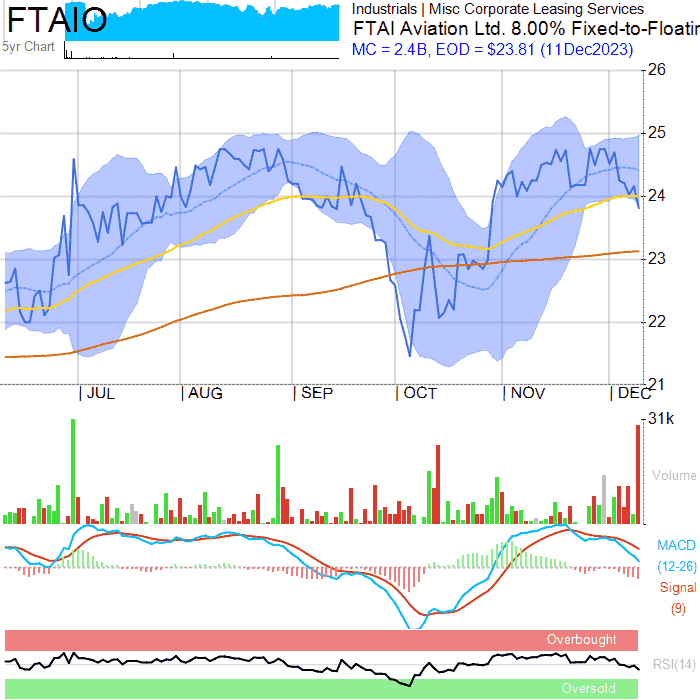 FTAIO
5yr Chart
Industrials | Misc Corporate Leasing Services
FTAI Aviation Ltd. 8.00% Fixed-to-Floatin
MC = 2.4B, EOD = $23.81 (11Dec2023)
26
25
24
23
22
21
| JUL | AUG | SEP | OCT | NOV | DEC
31k
Volume
MACD
(12-26)
Signal
(9)
Overbought
RSI(14)
Oversold